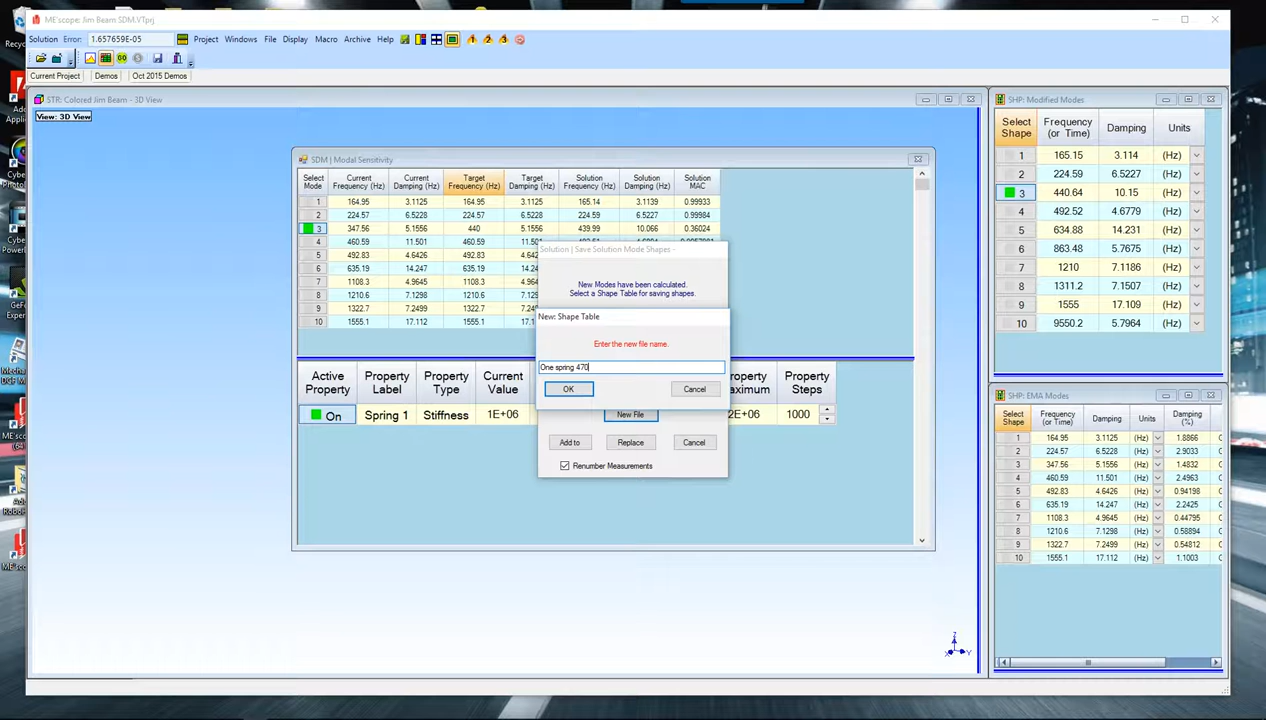 ME'scope: Jim Beam SDM.VTprj
Solution Error: 1.657659E-05 Project Windows File Display Macro Archive Help
Current Project Demos Oct 2015 Demos
STR: Colored Jim Beam - 3D View
View: 3D View
SDM | Modal Sensitivity
Select Mode Current Frequency (Hz) Current Damping (Hz) Target Frequency (Hz) Target Damping (Hz) Solution Frequency (Hz) Solution Damping (Hz) Solution MAC
1 164.95 3.1125 164.95 3.1125 165.14 3.1139 0.99933
2 224.57 6.5228 224.57 6.5228 224.59 6.5227 0.99984
3 347.56 5.1556 440 5.1556 439.99 10.066 0.36024
4 460.59 11.501 460.59 11.501
5 492.83 4.6426 492.83
6 635.19 14.247 635.19
7 1108.3 4.9645 1108.3
8 1210.6 7.1298 1210.6
9 1322.7 7.2499 1322.7
10 1555.1 17.112 1555.1
Solution | Save Solution Mode Shapes -
New Modes have been calculated.
Select a Shape Table for saving shapes.
New: Shape Table
Enter the new file name.
One spring 470
OK Cancel
New File
Add to Replace Cancel
Renumber Measurements
Active Property Property Label Property Type Current Value Property Steps
On Spring 1 Stiffness 1E+06 2E+06 1000
SHP: Modified Modes
Select Shape Frequency (or Time) Damping Units
1 165.15 3.114 (Hz)
2 224.59 6.5227 (Hz)
3 440.64 10.15 (Hz)
4 492.52 4.6779 (Hz)
5 634.88 14.231 (Hz)
6 863.48 5.7675 (Hz)
7 1210 7.1186 (Hz)
8 1311.2 7.1507 (Hz)
9 1555 17.109 (Hz)
10 9550.2 5.7964 (Hz)
SHP: EMA Modes
Select Shape Frequency (or Time) Damping Units Damping (%)
1 164.95 3.1125 (Hz) 1.8866
2 224.57 6.5228 (Hz) 2.9033
3 347.56 5.1556 (Hz) 1.4832
4 460.59 11.501 (Hz) 2.4963
5 492.83 4.6426 (Hz) 0.94198
6 635.19 14.247 (Hz) 2.2425
7 1108.3 4.9645 (Hz) 0.44795
8 1210.6 7.1298 (Hz) 0.58894
9 1322.7 7.2499 (Hz) 0.54812
10 1555.1 17.112 (Hz) 1.1003